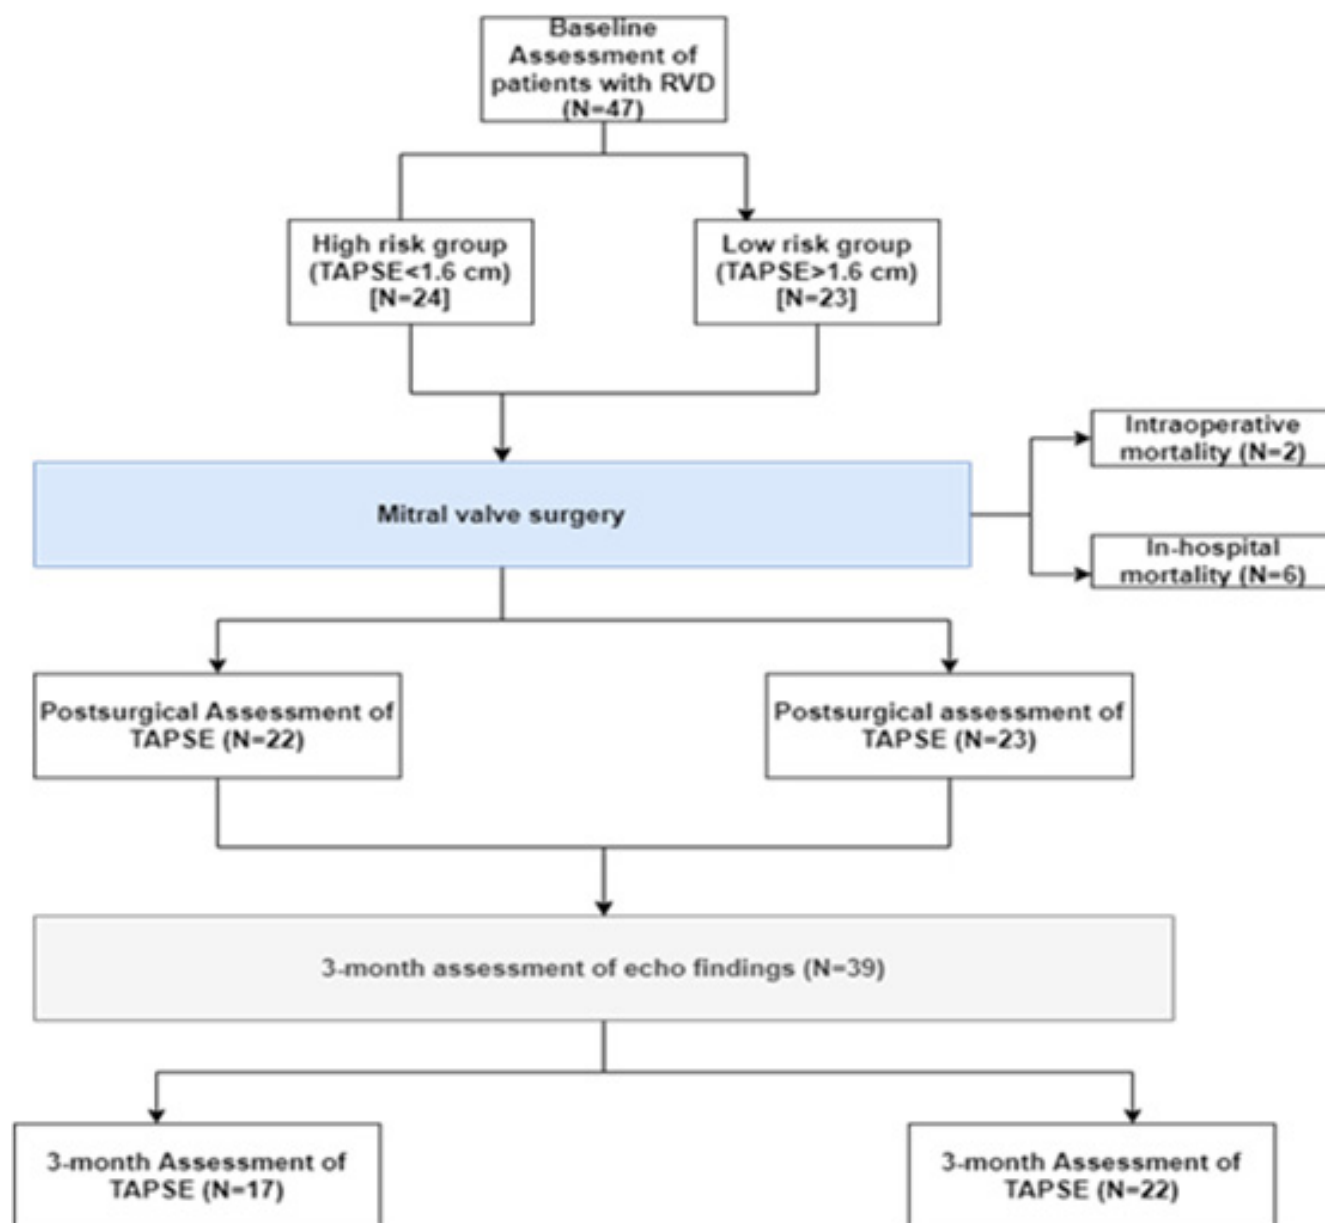 Baseline
Assessment of
patients with RVD
(N=47)
High risk group
(TAPSE<1.6 cm)
[N=24]
Low risk group
(TAPSE>1.6 cm)
[N=23]
Intraoperative
mortality (N=2)
Mitral valve surgery
In-hospital
mortality (N=6)
Postsurgical Assessment of
TAPSE (N=22)
Postsurgical assessment of
TAPSE (N=23)
3-month assessment of echo findings (N=39)
3-month Assessment of
TAPSE (N=17)
3-month Assessment of
TAPSE (N=22)